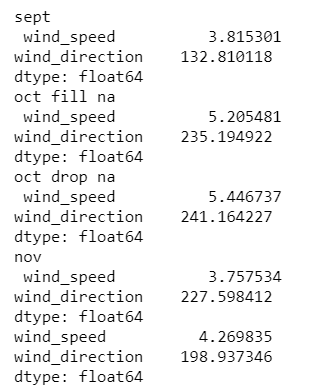 sept
 wind_speed          3.815301
wind_direction    132.810118
dtype: float64
oct fill na
 wind_speed          5.205481
wind_direction    235.194922
dtype: float64
oct drop na
 wind_speed          5.446737
wind_direction    241.164227
dtype: float64
nov
 wind_speed          3.757534
wind_direction    227.598412
dtype: float64
wind_speed          4.269835
wind_direction    198.937346
dtype: float64